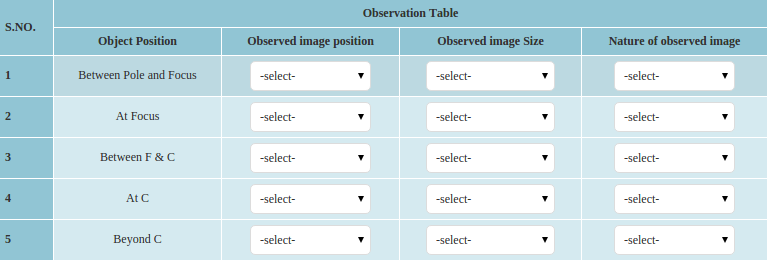 S.NO. Observation Table
Object Position Observed image position Observed image Size Nature of observed image
1 Between Pole and Focus -select- -select- -select-
2 At Focus -select- -select- -select-
3 Between F & C -select- -select- -select-
4 At C -select- -select- -select-
5 Beyond C -select- -select- -select-